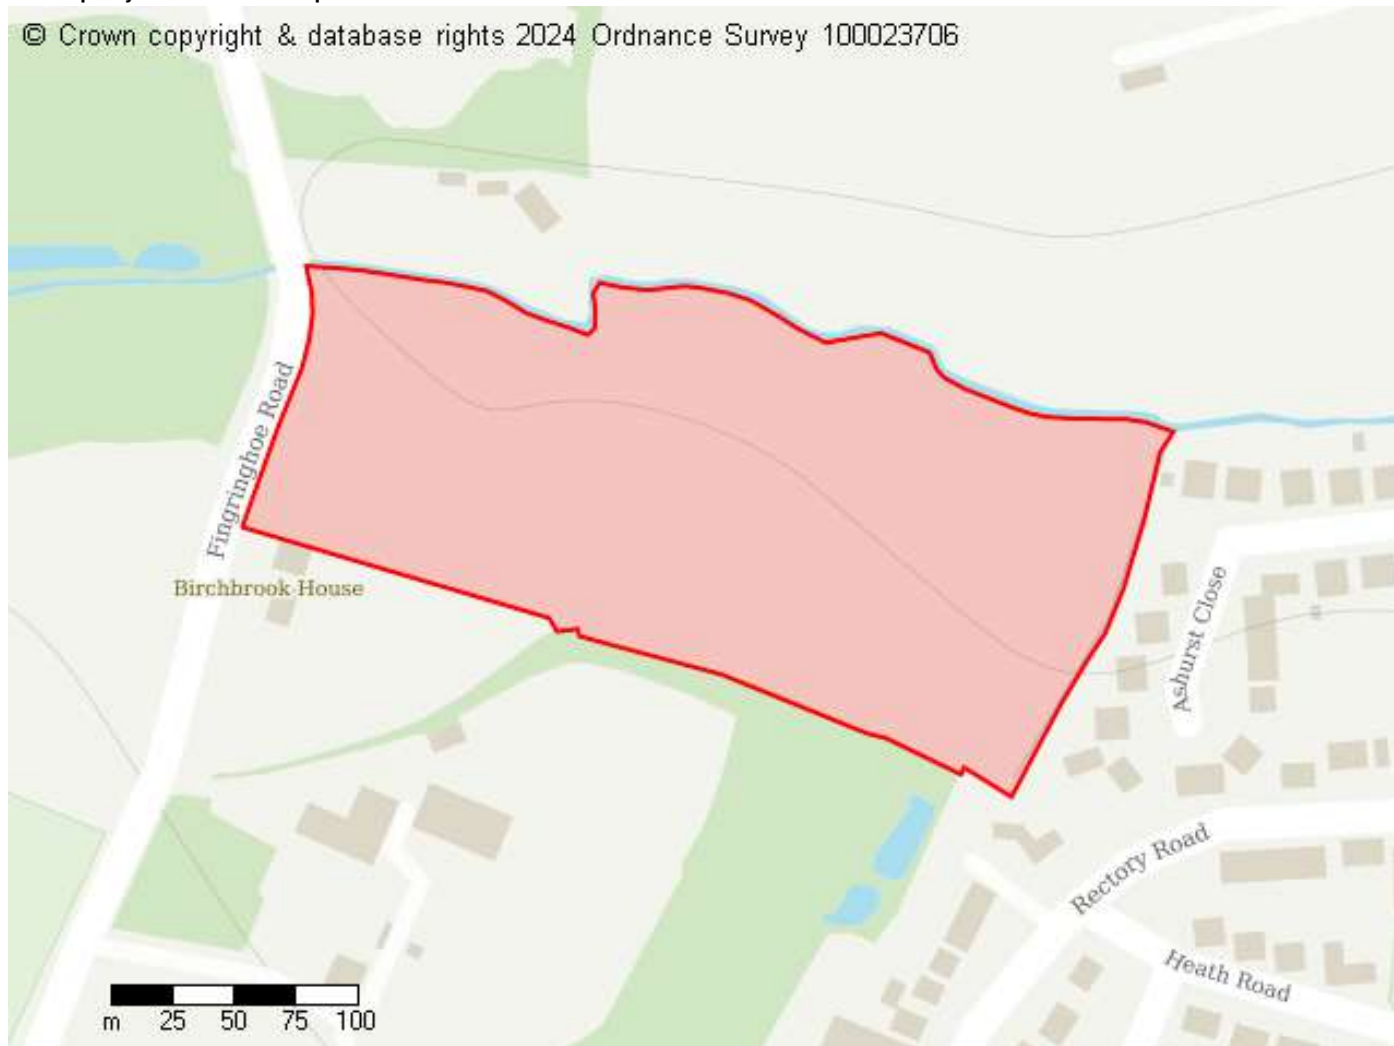 © Crown copyright & database rights 2024 Ordnance Survey 100023706
Fingringhoe Road
Birchbrook House
Ashurst Close
Rectory Road
Heath Road
m 25 50 75 100